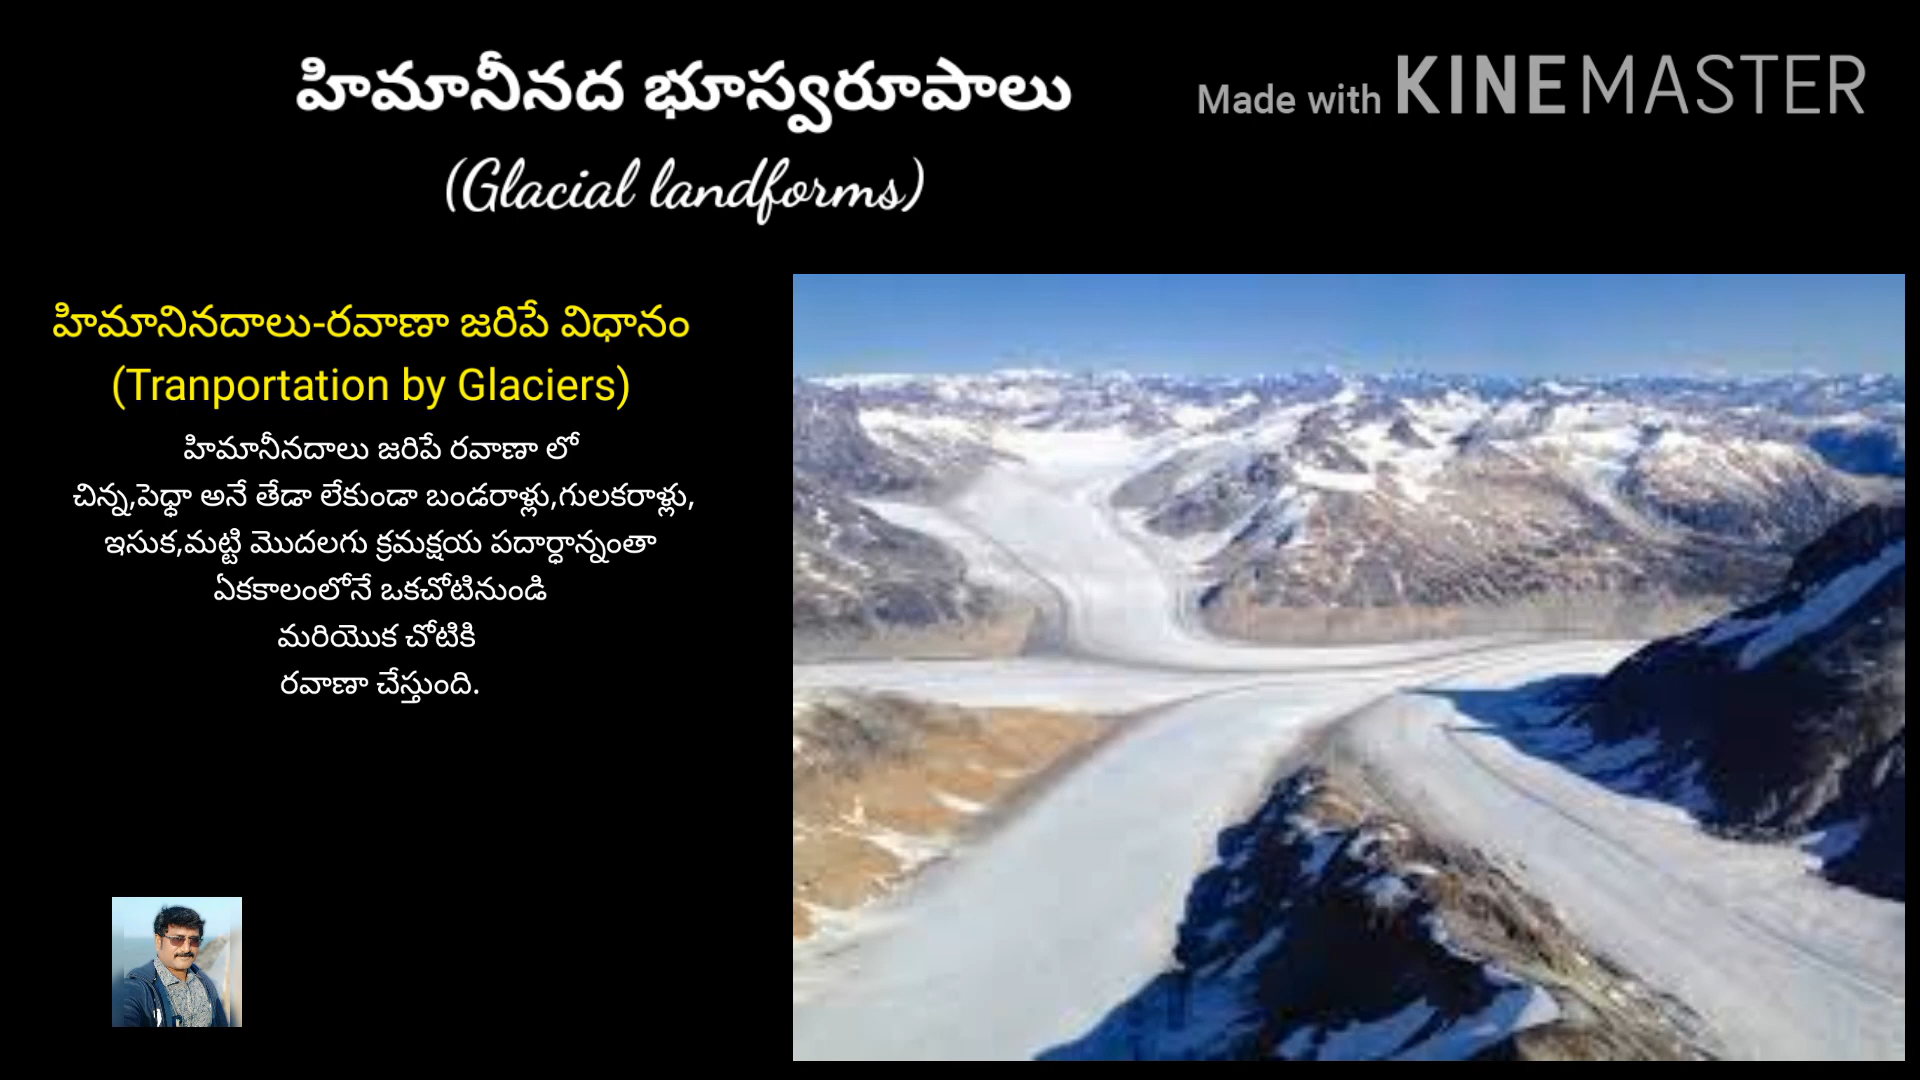 హిమానీనద భూస్వరూపాలు
Made with KINEMASTER
(Glacial landforms)
హిమానినదాలు-రవాణా జరిపే విధానం
(Tranportation by Glaciers)
హిమానీనదాలు జరిపే రవాణా లో
చిన్న,పెద్ధా అనే తేడా లేకుండా బండరాళ్లు,గులకరాళ్లు,
ఇసుక,మట్టి మొదలగు క్రమక్షయ పదార్ధాన్నంతా
ఏకకాలంలోనే ఒకచోటినుండి
మరియొక చోటికి
రవాణా చేస్తుంది.